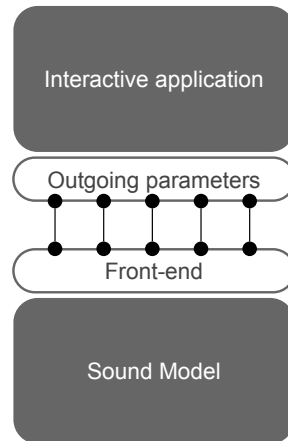 Interactive application
Outgoing parameters
Front-end
Sound Model